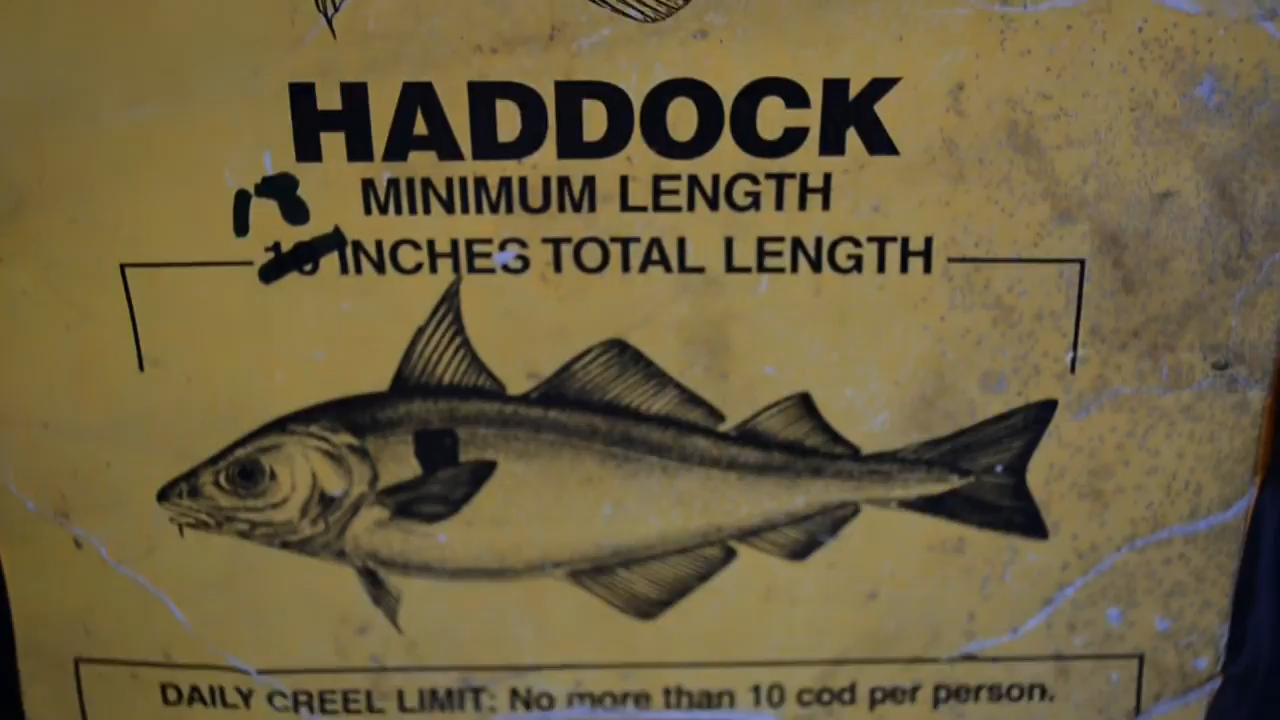 HADDOCK
MINIMUM LENGTH
INCHES TOTAL LENGTH
DAILY CREEL LIMIT: No more than 10 cod per person.